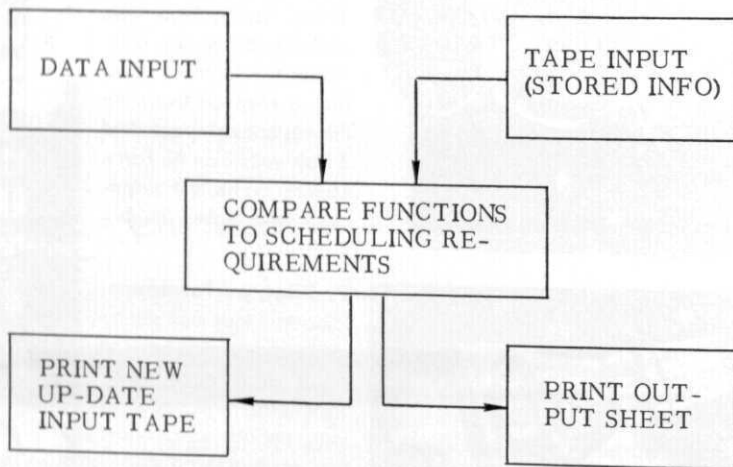 DATA INPUT
TAPE INPUT
(STORED INFO)
COMPARE FUNCTIONS
TO SCHEDULING RE-
QUIREMENTS
PRINT NEW
UP-DATE
INPUT TAPE
PRINT OUT-
PUT SHEET